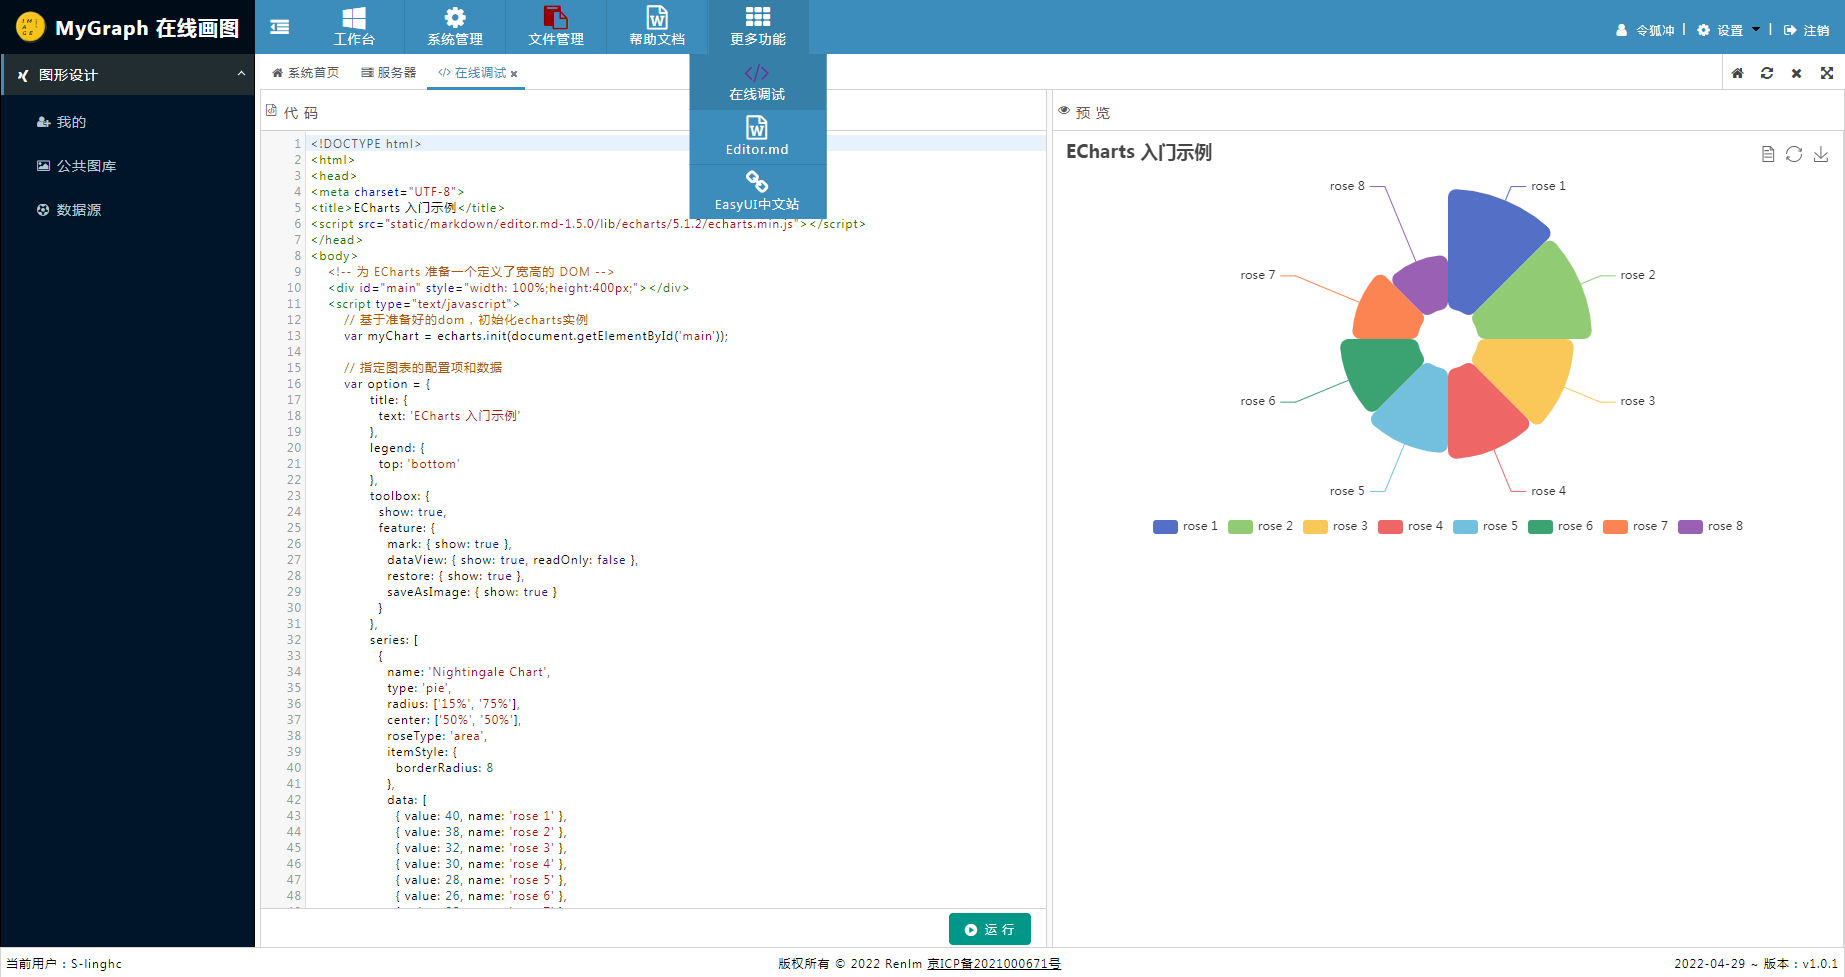 MyGraph 在线画图
工作台
系统管理
文件管理
帮助文档
更多功能
令狐冲
设置
注销
图形设计
我的
公共图库
数据源
系统首页
服务器
</> 在线调试
</>
在线调试
Editor.md
EasyUI中文站
代 码
1 <!DOCTYPE html>
2 <html>
3 <head>
4 <meta charset="UTF-8">
5 <title>ECharts 入门示例</title>
6 <script src="static/markdown/editor.md-1.5.0/lib/echarts/5.1.2/echarts.min.js"></script>
7 </head>
8 <body>
9 <!-- 为 ECharts 准备一个定义了宽高的 DOM -->
10 <div id="main" style="width: 100%;height:400px;"></div>
11 <script type="text/javascript">
12 // 基于准备好的dom，初始化echarts实例
13 var myChart = echarts.init(document.getElementById('main'));
14
15 // 指定图表的配置项和数据
16 var option = {
17 title: {
18 text: 'ECharts 入门示例'
19 },
20 legend: {
21 top: 'bottom'
22 },
23 toolbox: {
24 show: true,
25 feature: {
26 mark: { show: true },
27 dataView: { show: true, readOnly: false },
28 restore: { show: true },
29 saveAsImage: { show: true }
30 }
31 },
32 series: [
33 {
34 name: 'Nightingale Chart',
35 type: 'pie',
36 radius: ['15%', '75%'],
37 center: ['50%', '50%'],
38 roseType: 'area',
39 itemStyle: {
40 borderRadius: 8
41 },
42 data: [
43 { value: 40, name: 'rose 1' },
44 { value: 38, name: 'rose 2' },
45 { value: 32, name: 'rose 3' },
46 { value: 30, name: 'rose 4' },
47 { value: 28, name: 'rose 5' },
48 { value: 26, name: 'rose 6' },
运 行
预 览
ECharts 入门示例
rose 8
rose 1
rose 7
rose 2
rose 6
rose 3
rose 5
rose 4
rose 1 rose 2 rose 3 rose 4 rose 5 rose 6 rose 7 rose 8
当前用户：S-linghc
版权所有 © 2022 Renlm 京ICP备2021000671号
2022-04-29 ~ 版本：v1.0.1